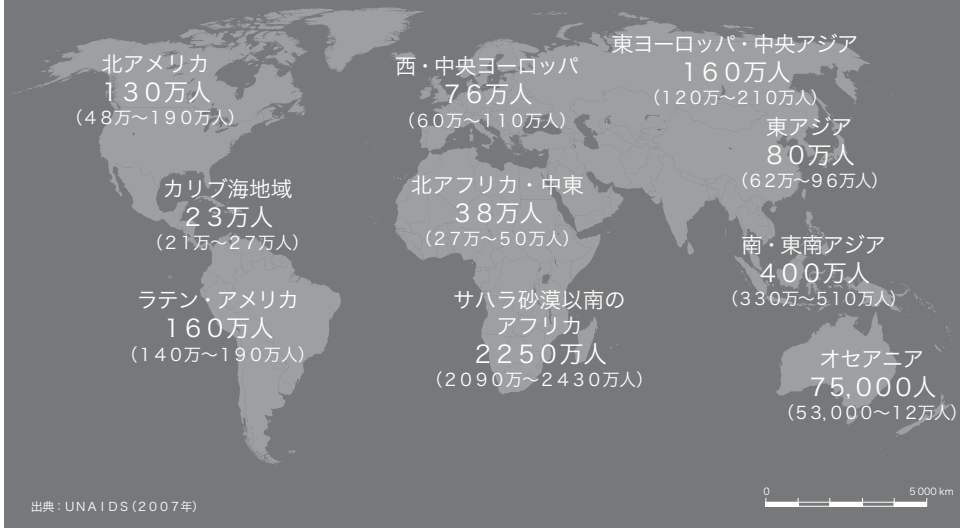 北アメリカ
130万人
（48万〜190万人）
西・中央ヨーロッパ
76万人
（60万〜110万人）
東ヨーロッパ・中央アジア
160万人
（120万〜210万人）
東アジア
80万人
（62万〜96万人）
カリブ海地域
23万人
（21万〜27万人）
北アフリカ・中東
38万人
（27万〜50万人）
南・東南アジア
400万人
（330万〜510万人）
ラテン・アメリカ
160万人
（140万〜190万人）
サハラ砂漠以南の
アフリカ
2250万人
（2090万〜2430万人）
オセアニア
75,000人
（53,000〜12万人）
出典：UNAIDS（2007年）
0 5000km